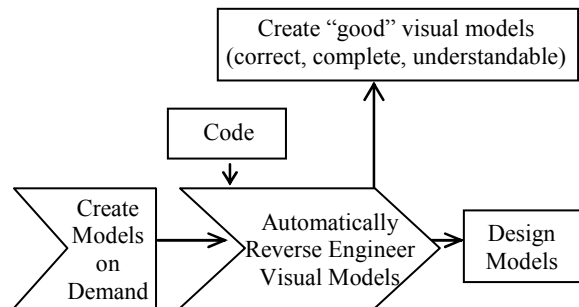 Create “good” visual models
(correct, complete, understandable)
Code
Create
Models
on
Demand
Automatically
Reverse Engineer
Visual Models
Design
Models